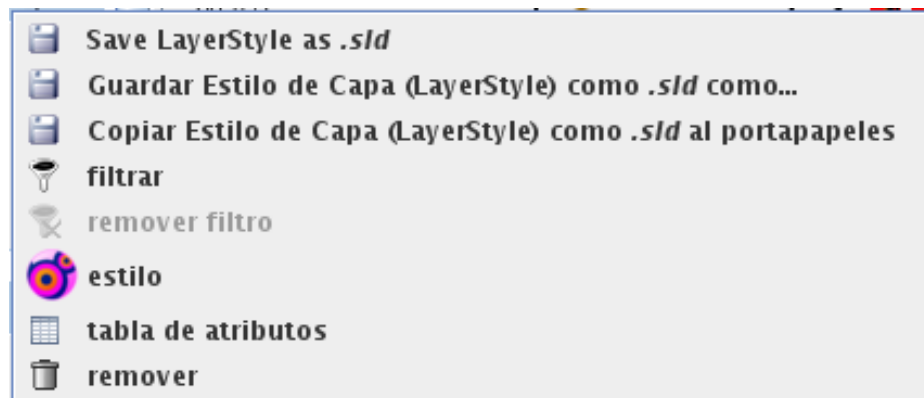 Save LayerStyle as .sld
Guardar Estilo de Capa (LayerStyle) como .sld como...
Copiar Estilo de Capa (LayerStyle) como .sld al portapapeles
filtrar
remover filtro
estilo
tabla de atributos
remover